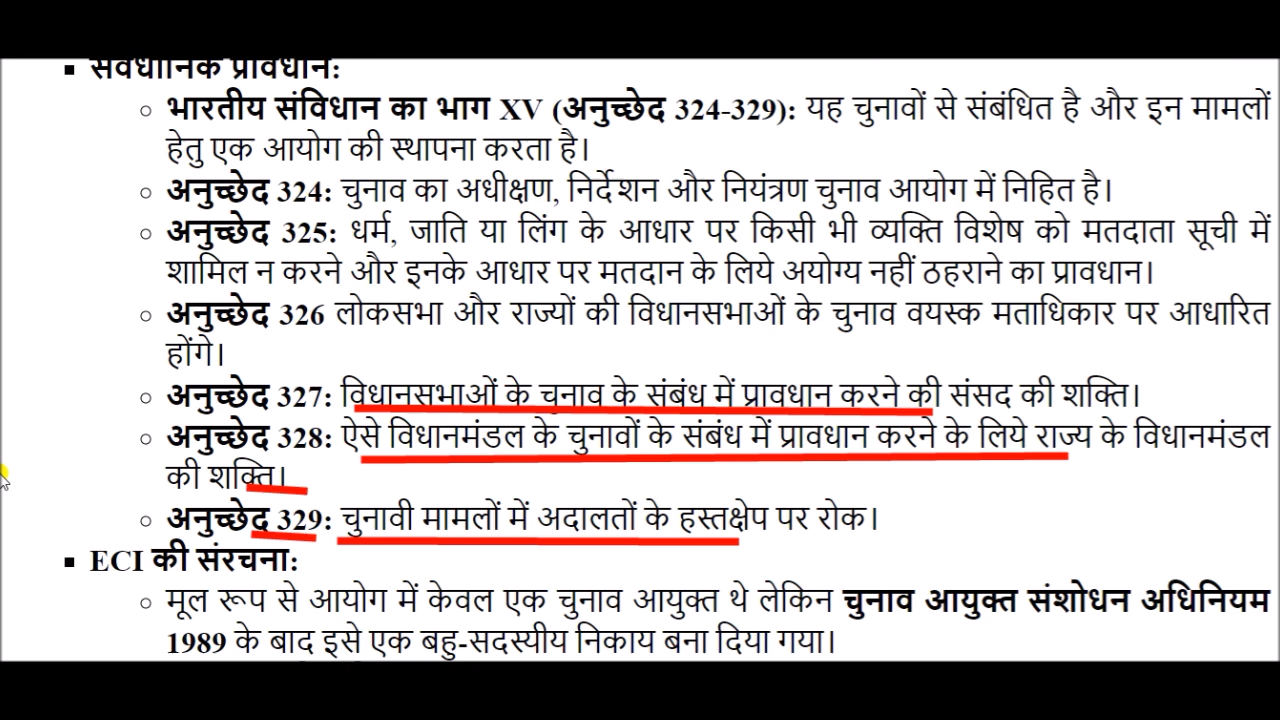 संवैधानिक प्रावधान:
भारतीय संविधान का भाग XV (अनुच्छेद 324-329): यह चुनावों से संबंधित है और इन मामलों
हेतु एक आयोग की स्थापना करता है।
अनुच्छेद 324: चुनाव का अधीक्षण, निर्देशन और नियंत्रण चुनाव आयोग में निहित है।
अनुच्छेद 325: धर्म, जाति या लिंग के आधार पर किसी भी व्यक्ति विशेष को मतदाता सूची में
शामिल न करने और इनके आधार पर मतदान के लिये अयोग्य नहीं ठहराने का प्रावधान।
अनुच्छेद 326 लोकसभा और राज्यों की विधानसभाओं के चुनाव वयस्क मताधिकार पर आधारित
होंगे।
अनुच्छेद 327: विधानसभाओं के चुनाव के संबंध में प्रावधान करने की संसद की शक्ति।
अनुच्छेद 328: ऐसे विधानमंडल के चुनावों के संबंध में प्रावधान करने के लिये राज्य के विधानमंडल
की शक्ति।
अनुच्छेद 329: चुनावी मामलों में अदालतों के हस्तक्षेप पर रोक।
ECI की संरचना:
मूल रूप से आयोग में केवल एक चुनाव आयुक्त थे लेकिन चुनाव आयुक्त संशोधन अधिनियम
1989 के बाद इसे एक बहु-सदस्यीय निकाय बना दिया गया।